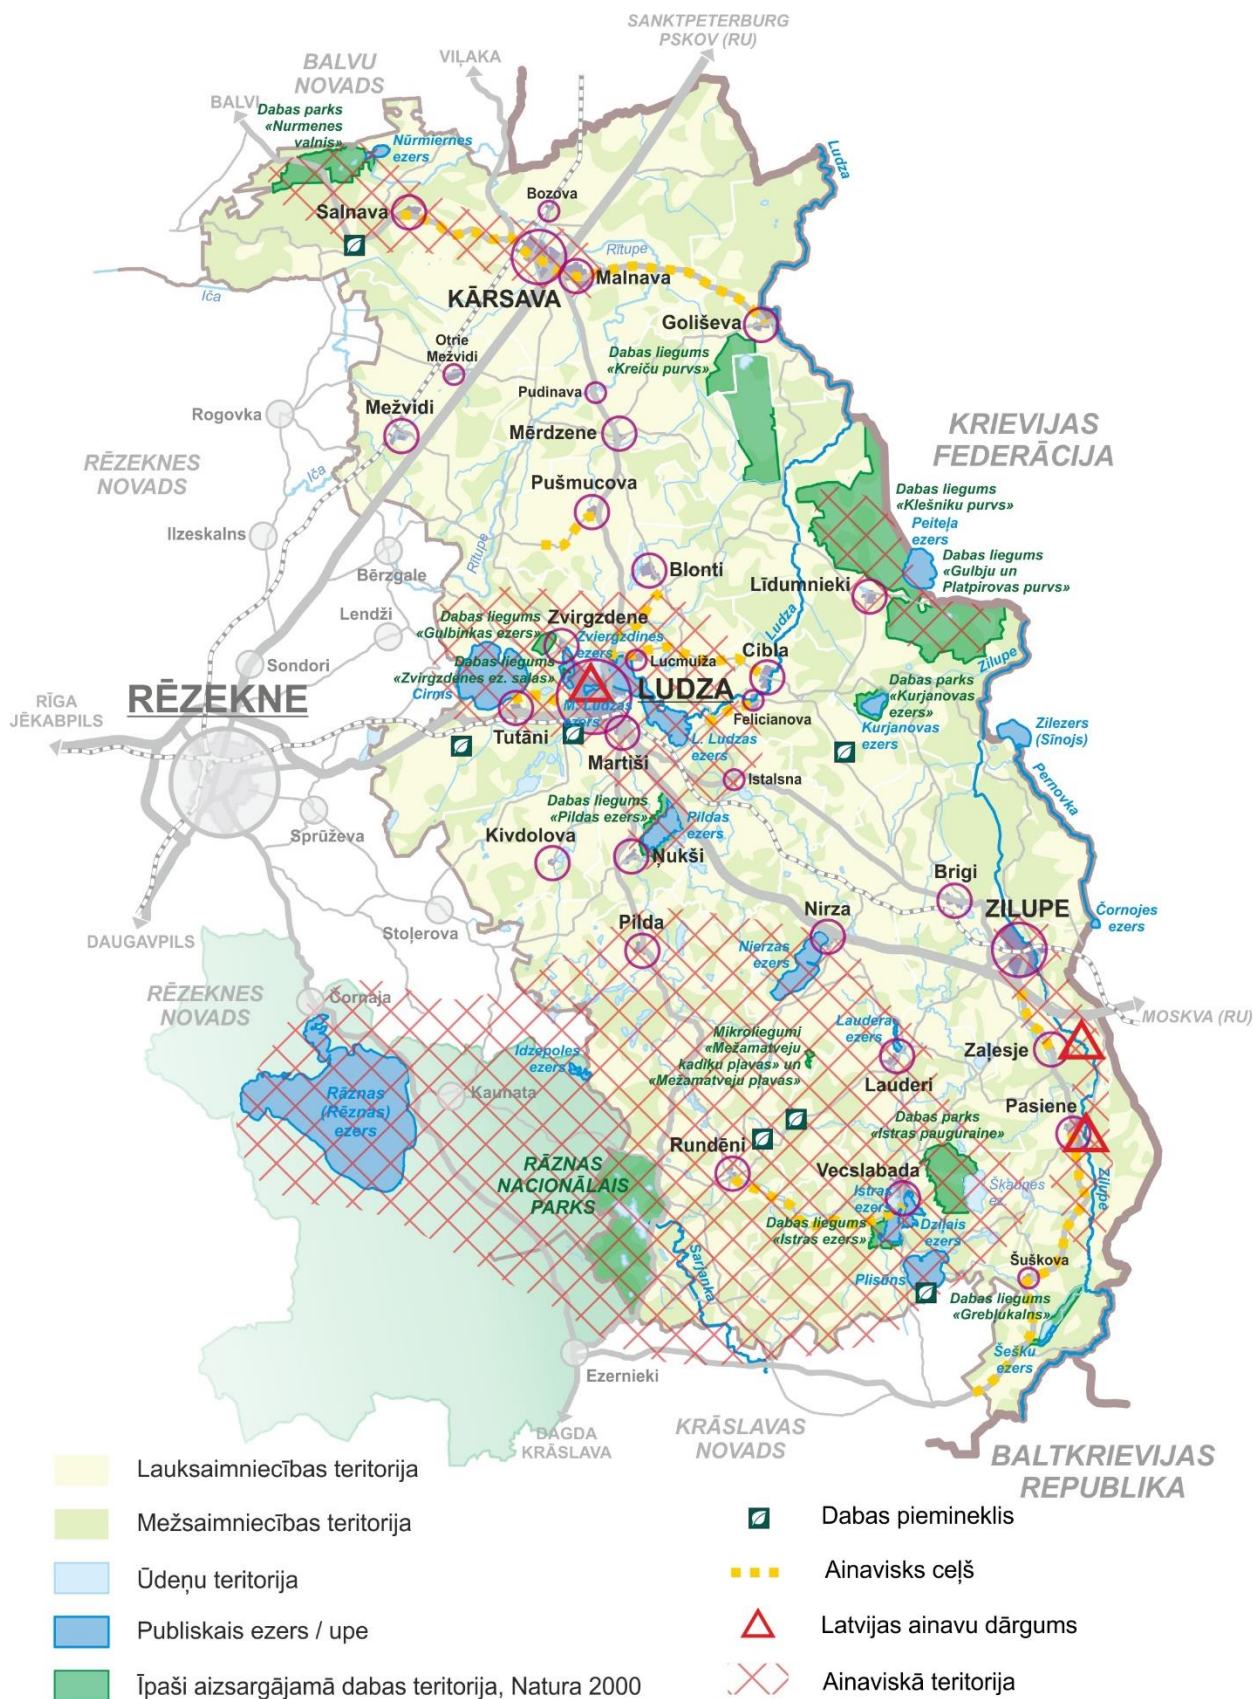 SANKTPETERBURG
PSKOV (RU)
BALVU
NOVADS
VIĻAKA
BALVI
Dabas parks
«Nurmenes
valnis»
Nūrmiernes
ezers
Ludza
Salnava
Bozova
Rītupe
Malnava
KĀRSAVA
Iča
Goliševa
Otrie
Mežvidi
Dabas liegums
«Kreiču purvs»
Pudinava
Rogovka
Mežvidi
Mērdzene
KRIEVIJAS
FEDERĀCIJA
RĒZEKNES
NOVADS
Iča
Pušmucova
Dabas liegums
«Klešniku purvs»
Peiteļa
ezers
Ilzeskalns
Rītupe
Bērzgale
Blonti
Līdumnieki
Dabas liegums
«Gulbju un
Platpirovas purvs»
Lendži
Dabas liegums
«Gulbinkas ezers»
Zvirgzdene
Zviergzdines
ezers
Ludza
Cibla
Sondori
Dabas liegums
«Zvirgzdenes ez. salas»
Lucmuiža
Zilupe
RĒZEKNE
RĪGA
JĒKABPILS
Cirms
LUDZA
M. Ludzas
ezers
Felicianova
Dabas parks
«Kurjanovas
ezers»
Kurjanovas
ezers
Zilezers
(Sīnojs)
Tutāni
L. Ludzas
ezers
Martiši
Istalsna
Pernovka
Dabas liegums
«Pildas ezers»
Pildas
ezers
Sprūževa
Kivdolova
Ņukši
Brigi
Nirza
ZILUPE
Čornojes
ezers
Stoļerova
Pilda
Nierzas
ezers
DAUGAVPILS
RĒZEKNES
NOVADS
Čornaja
MOSKVA (RU)
Mikroliegumi
«Mežamatveju
kadiķu pļavas» un
«Mežamatveju pļavas»
Laudera
ezers
Zaļesje
Idzepoles
ezers
Lauderi
Kaunata
Rāznas
(Rēznas)
ezers
Pasiene
Dabas parks
«Istras pauguraine»
Rundēni
RĀZNAS
NACIONĀLAIS
PARKS
Vecslabada
Istras
ezers
Šķaunes
ez.
Zilupe
Dabas liegums
«Istras ezers»
Dziļais
ezers
Sarjanka
Plisūns
Šuškova
Dabas liegums
«Grebļukalns»
Šešku
ezers
Ezernieki
DAGDA
KRĀSLAVA
KRĀSLAVAS
NOVADS
BALTKRIEVIJAS
REPUBLIKA
Lauksaimniecības teritorija
Mežsaimniecības teritorija
Ūdeņu teritorija
Publiskais ezers / upe
Īpaši aizsargājamā dabas teritorija, Natura 2000
Dabas piemineklis
Ainavisks ceļš
Latvijas ainavu dārgums
Ainaviskā teritorija